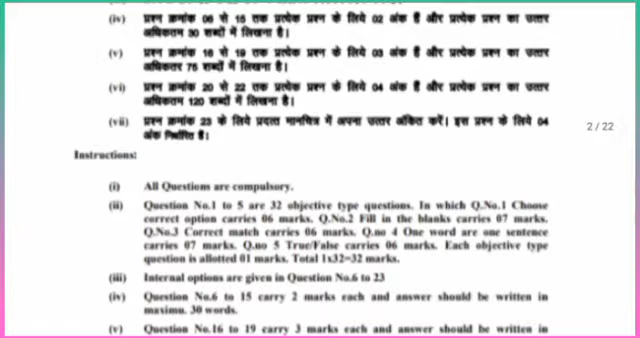 (iv) प्रश्न क्रमांक 06 से 15 तक प्रत्येक प्रश्न के लिये 02 अंक हैं और प्रत्येक प्रश्न का उत्तर
अधिकतम 30 शब्दों में लिखना है।
(v) प्रश्न क्रमांक 16 से 19 तक प्रत्येक प्रश्न के लिये 03 अंक हैं और प्रत्येक प्रश्न का उत्तर
अधिकतर 75 शब्दों में लिखना है।
(vi) प्रश्न क्रमांक 20 से 22 तक प्रत्येक प्रश्न के लिये 04 अंक हैं और प्रत्येक प्रश्न का उत्तर
अधिकतम 120 शब्दों में लिखना है।
(vii) प्रश्न क्रमांक 23 के लिये प्रदत्त मानचित्र में अपना उत्तर अंकित करें। इस प्रश्न के लिये 04
अंक निर्धारित हैं।
2 / 22
Instructions:
(i) All Questions are compulsory.
(ii) Question No.1 to 5 are 32 objective type questions. In which Q.No.1 Choose
correct option carries 06 marks. Q.No.2 Fill in the blanks carries 07 marks.
Q.No.3 Correct match carries 06 marks. Q.no 4 One word are one sentence
carries 07 marks. Q.no 5 True/False carries 06 marks. Each objective type
question is allotted 01 marks. Total 1x32=32 marks.
(iii) Internal options are given in Question No.6 to 23
(iv) Question No.6 to 15 carry 2 marks each and answer should be written in
maximu. 30 words.
(v) Question No.16 to 19 carry 3 marks each and answer should be written in